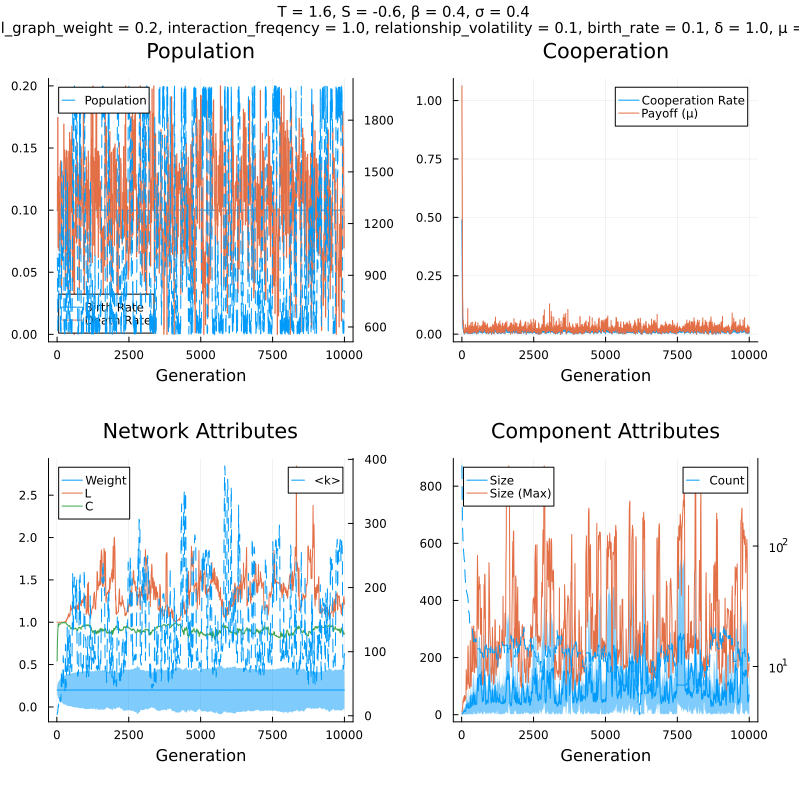 T = 1.6, S = -0.6, β = 0.4, σ = 0.4
l_graph_weight = 0.2, interaction_freqency = 1.0, relationship_volatility = 0.1, birth_rate = 0.1, δ = 1.0, μ =
Population
Cooperation
0.20
0.15
0.10
0.05
0.00
Population
Birth Rate
Death Rate
1800
1500
1200
900
600
0
2500
5000
7500
10000
Generation
1.00
0.75
0.50
0.25
0.00
Cooperation Rate
Payoff (μ)
0
2500
5000
7500
10000
Generation
Network Attributes
Component Attributes
2.5
2.0
1.5
1.0
0.5
0.0
Weight
L
C
<k>
400
300
200
100
0
0
2500
5000
7500
10000
Generation
800
600
400
200
0
Size
Size (Max)
Count
10²
10¹
0
2500
5000
7500
10000
Generation